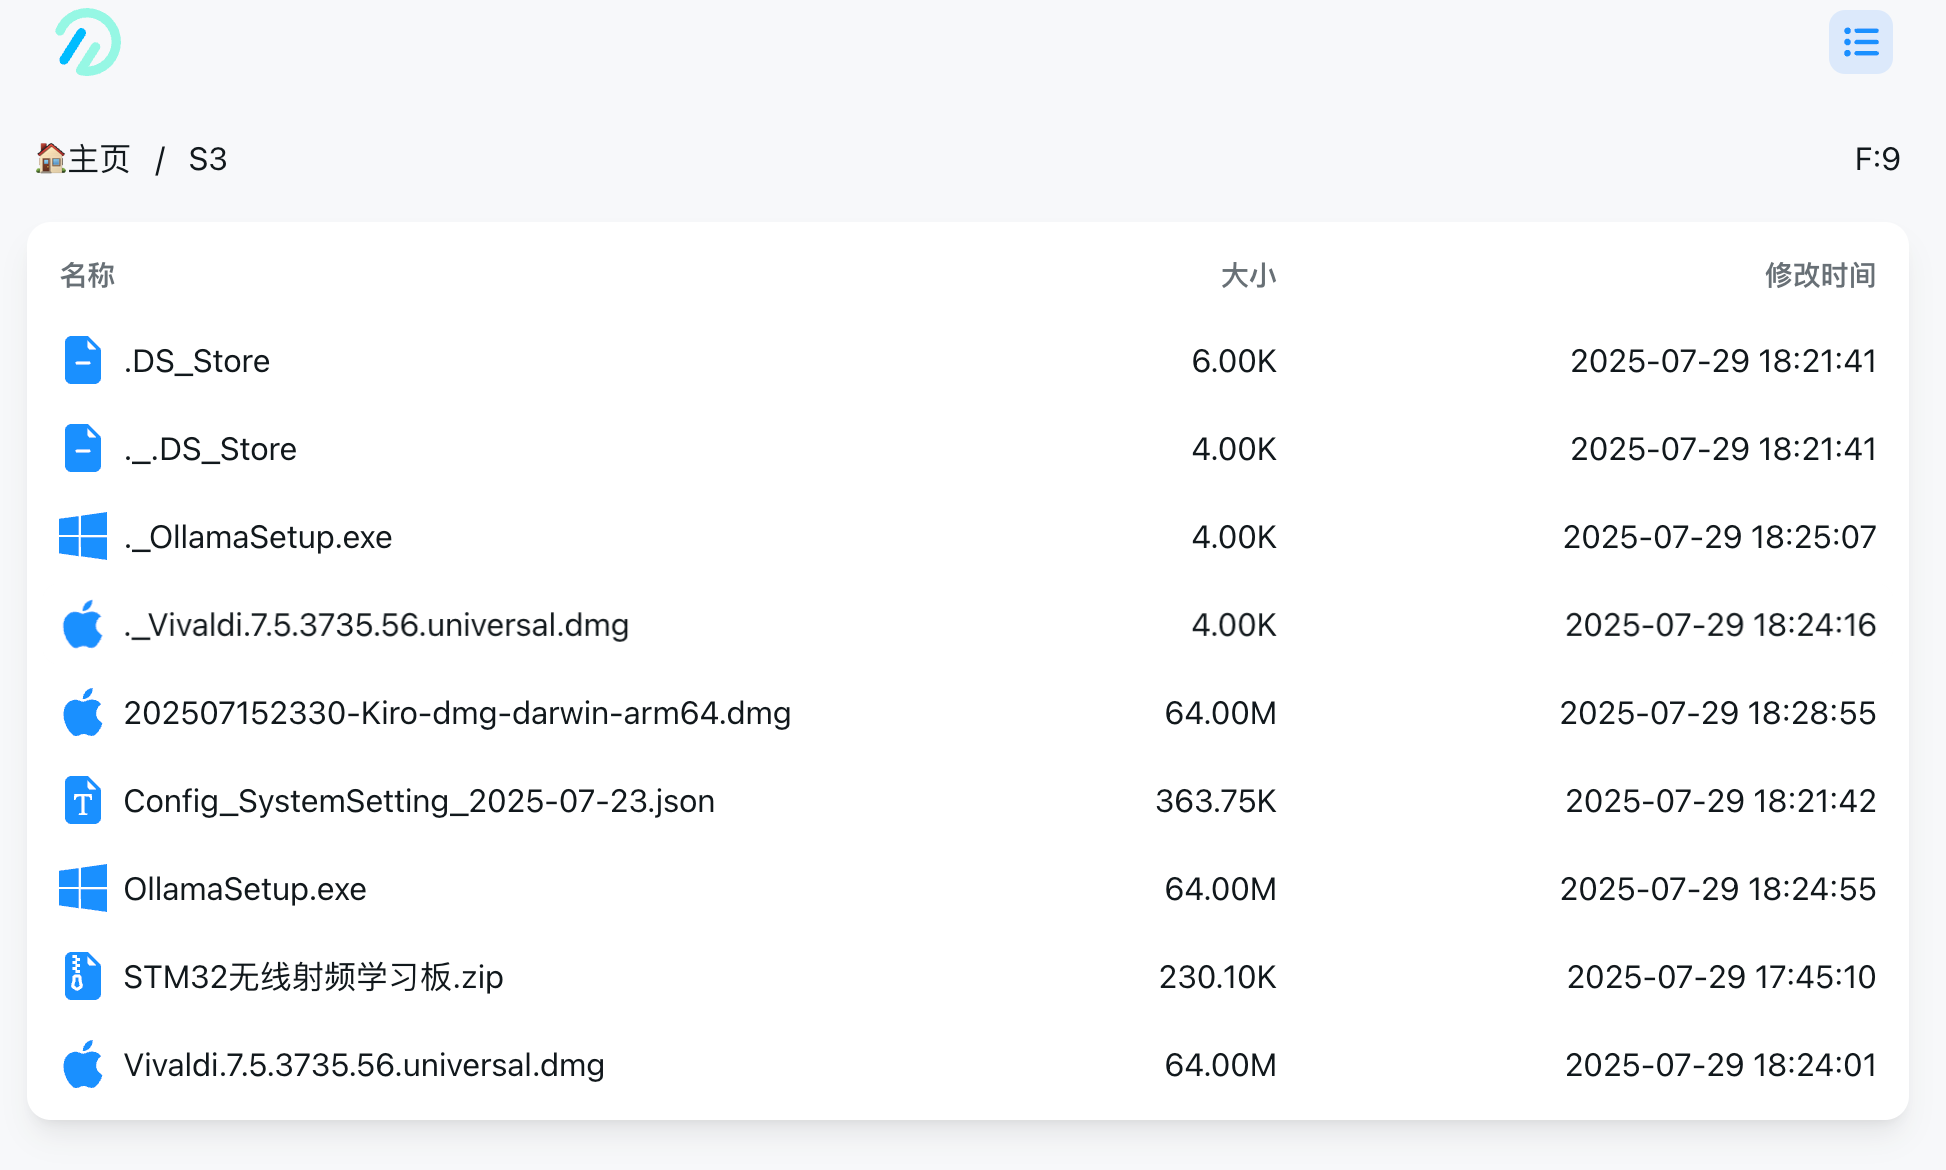 主页 / S3 F:9
名称 大小 修改时间
.DS_Store 6.00K 2025-07-29 18:21:41
._.DS_Store 4.00K 2025-07-29 18:21:41
._OllamaSetup.exe 4.00K 2025-07-29 18:25:07
._Vivaldi.7.5.3735.56.universal.dmg 4.00K 2025-07-29 18:24:16
202507152330-Kiro-dmg-darwin-arm64.dmg 64.00M 2025-07-29 18:28:55
Config_SystemSetting_2025-07-23.json 363.75K 2025-07-29 18:21:42
OllamaSetup.exe 64.00M 2025-07-29 18:24:55
STM32无线射频学习板.zip 230.10K 2025-07-29 17:45:10
Vivaldi.7.5.3735.56.universal.dmg 64.00M 2025-07-29 18:24:01